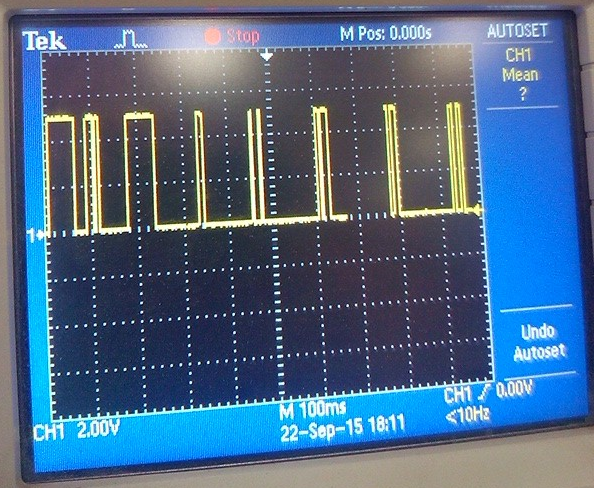 Tek Stop M Pos: 0.000s AUTOSET
CH1
Mean
?
1
Undo
Autoset
CH1 2.00V M 100ms CH1 0.00V
22-Sep-15 18:11 <10Hz